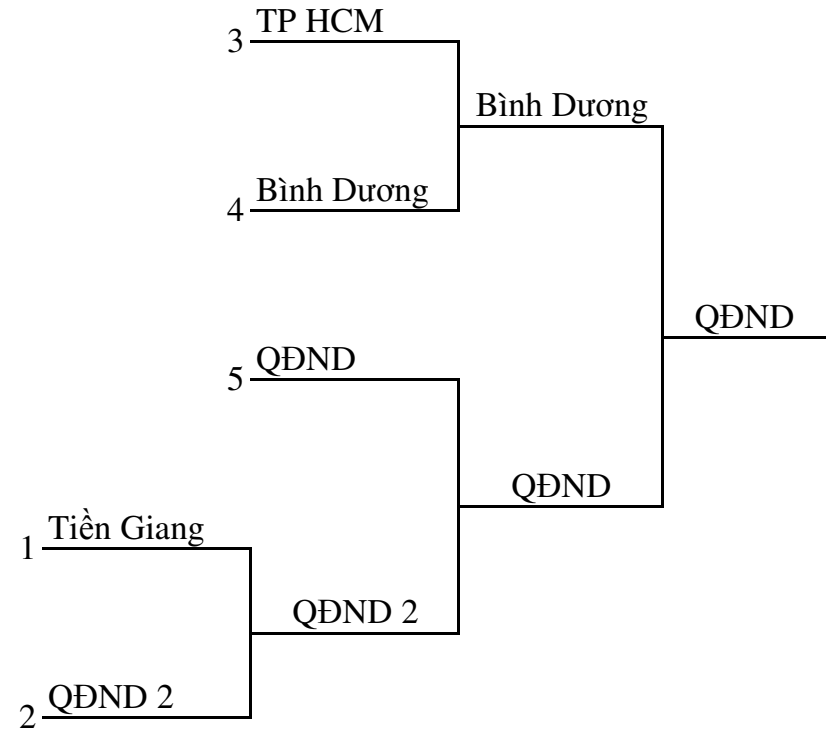 TP HCM
3
Bình Dương
Bình Dương
4
QĐND
QĐND
5
QĐND
Tiền Giang
1
QĐND 2
QĐND 2
2